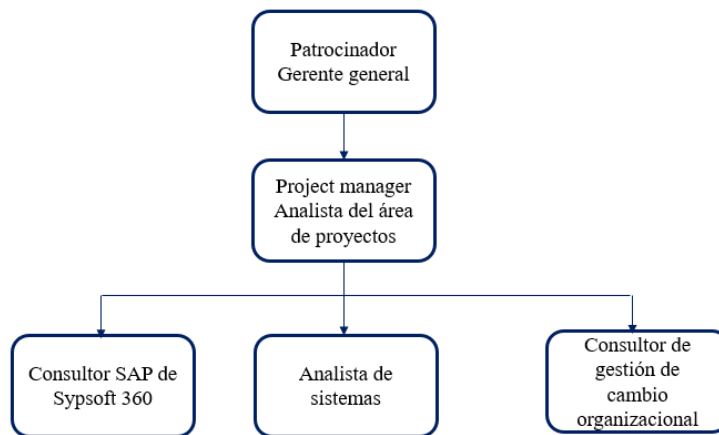 Patrocinador
Gerente general
Project manager
Analista del área
de proyectos
Consultor SAP de
Sypsoft 360
Analista de
sistemas
Consultor de
gestión de
cambio
organizacional